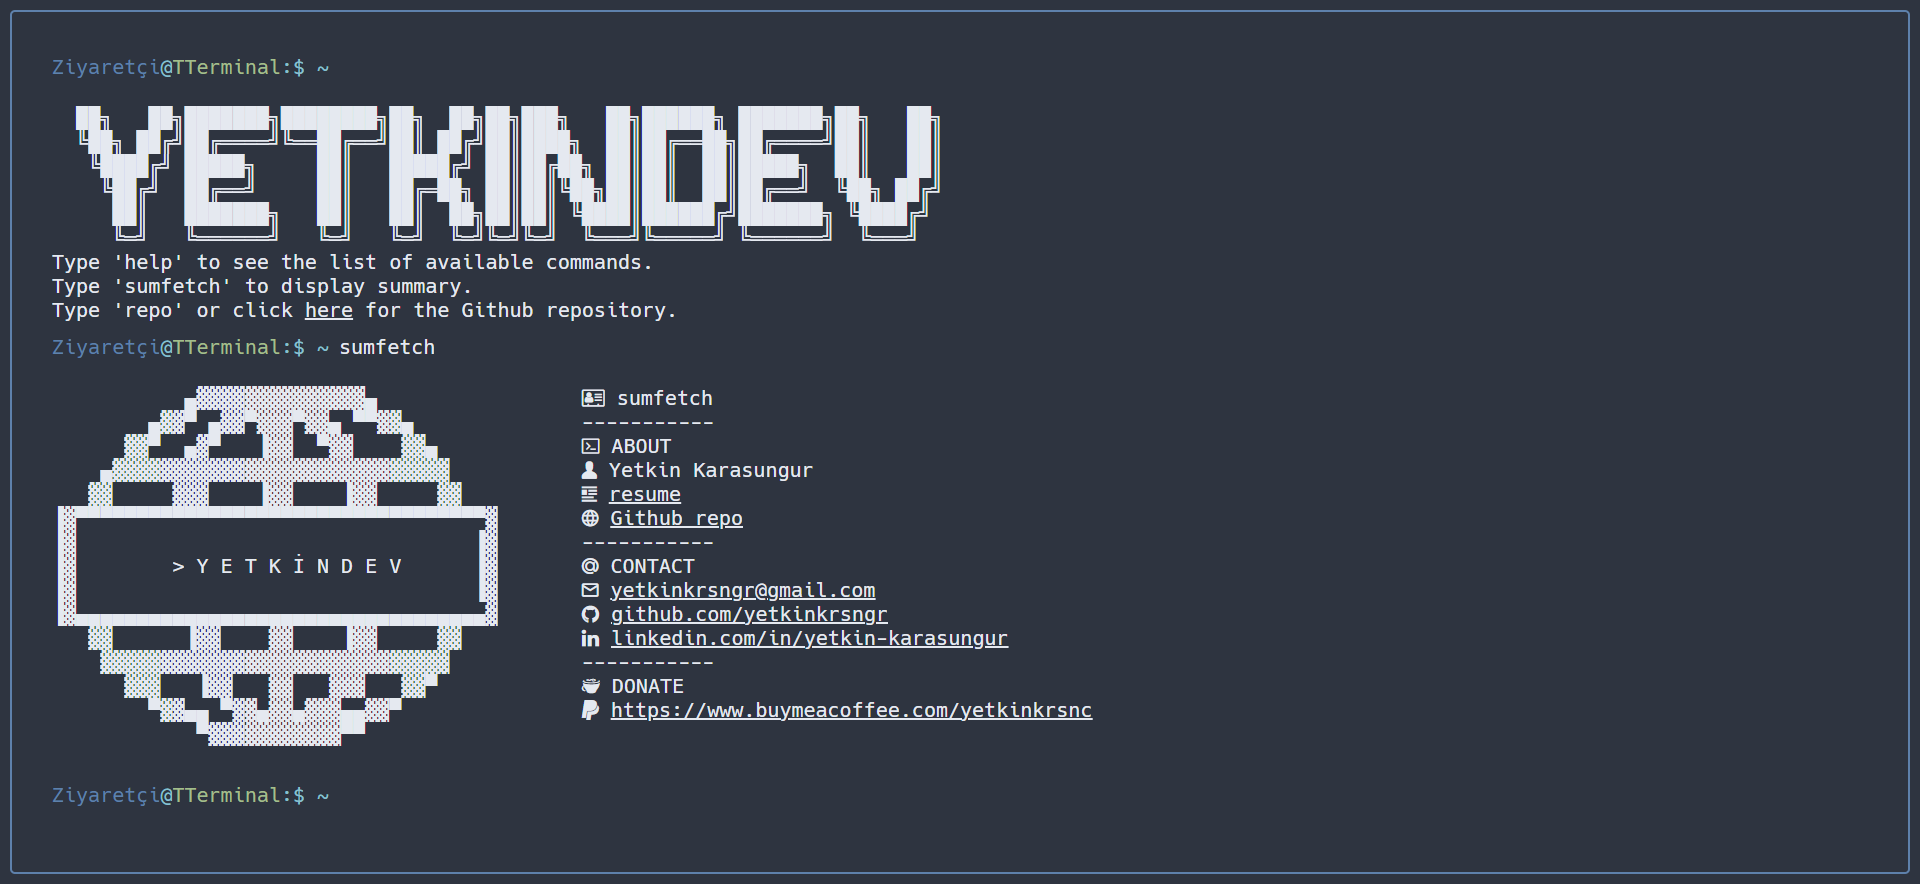 Ziyaretçi@TTerminal:$ ~
YETKINDEV
Type 'help' to see the list of available commands.
Type 'sumfetch' to display summary.
Type 'repo' or click here for the Github repository.
Ziyaretçi@TTerminal:$ ~ sumfetch
> Y E T K İ N D E V
sumfetch
-----------
ABOUT
Yetkin Karasungur
resume
Github repo
-----------
CONTACT
yetkinkrsngr@gmail.com
github.com/yetkinkrsngr
linkedin.com/in/yetkin-karasungur
-----------
DONATE
https://www.buymeacoffee.com/yetkinkrsnc
Ziyaretçi@TTerminal:$ ~